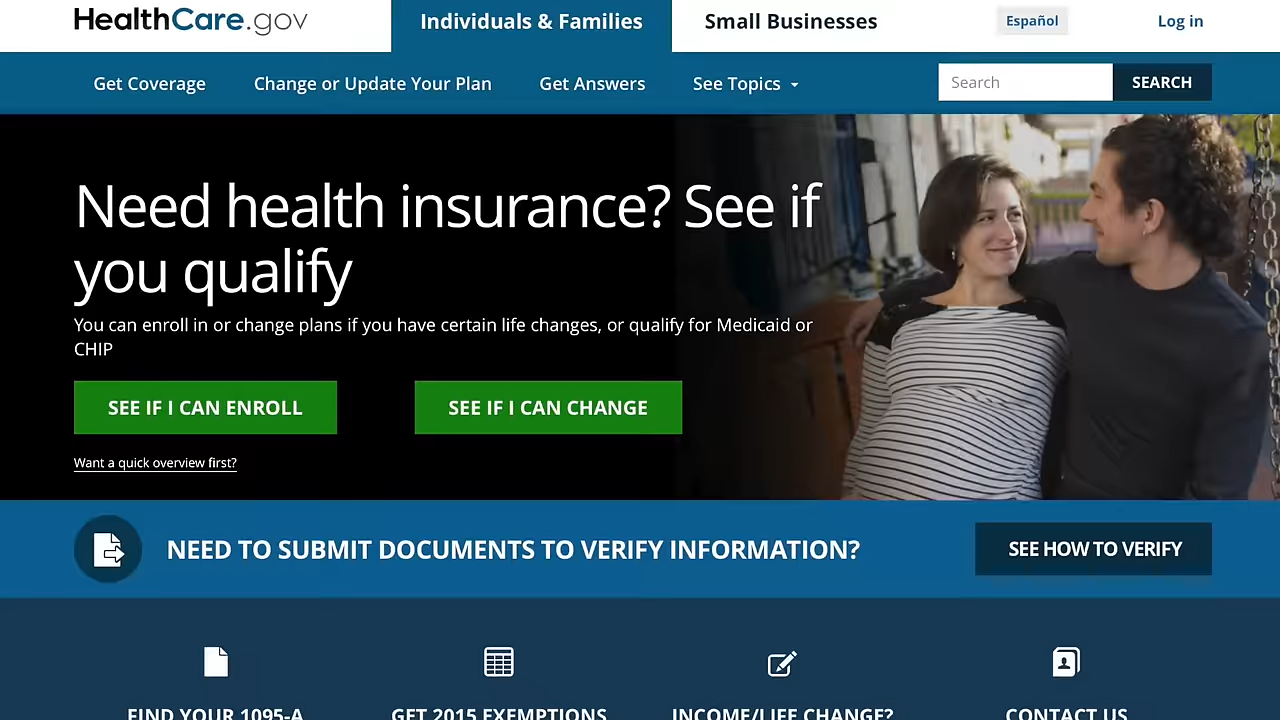 HealthCare.gov
Individuals & Families
Small Businesses
Español
Log in
Get Coverage
Change or Update Your Plan
Get Answers
See Topics
Search
SEARCH
Need health insurance? See if
you qualify
You can enroll in or change plans if you have certain life changes, or qualify for Medicaid or
CHIP
SEE IF I CAN ENROLL
SEE IF I CAN CHANGE
Want a quick overview first?
NEED TO SUBMIT DOCUMENTS TO VERIFY INFORMATION?
SEE HOW TO VERIFY
FIND YOUR 1095-A
GET 2015 EXEMPTIONS
INCOME/LIFE CHANGE?
CONTACT US